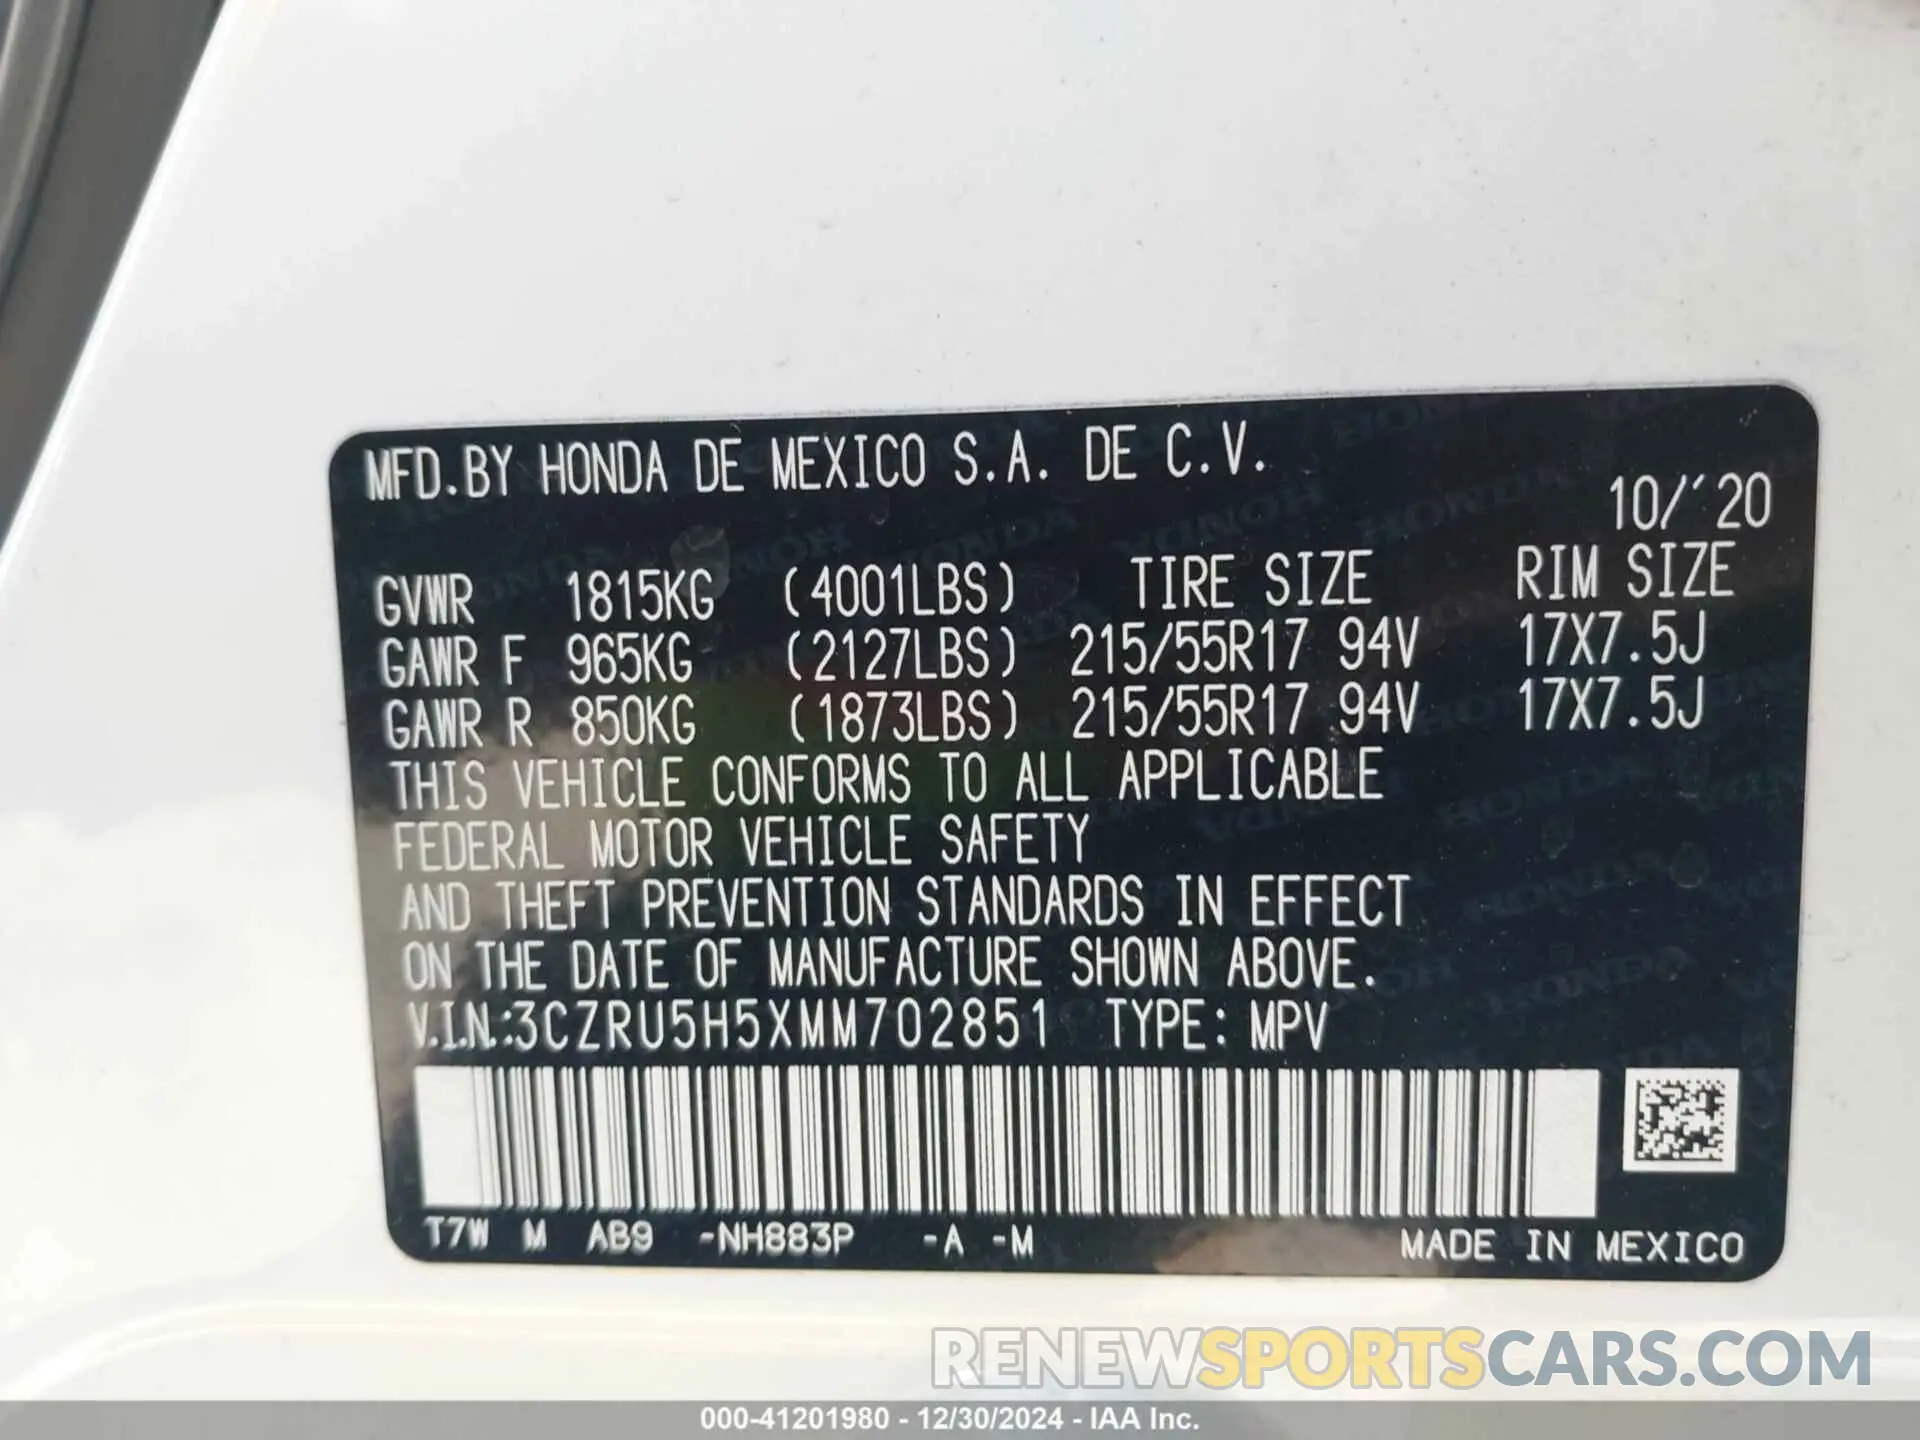 MFD.BY HONDA DE MEXICO S.A. DE C.V.
10/'20
GVWR 1815KG (4001LBS) TIRE SIZE RIM SIZE
GAWR F 965KG (2127LBS) 215/55R17 94V 17X7.5J
GAWR R 850KG (1873LBS) 215/55R17 94V 17X7.5J
THIS VEHICLE CONFORMS TO ALL APPLICABLE
FEDERAL MOTOR VEHICLE SAFETY
AND THEFT PREVENTION STANDARDS IN EFFECT
ON THE DATE OF MANUFACTURE SHOWN ABOVE.
V.I.N.:3CZRU5H5XMM702851 TYPE: MPV
T7W M AB9 -NH883P -A -M MADE IN MEXICO
RENEWSPORTSCARS.COM
000-41201980 - 12/30/2024 - IAA Inc.